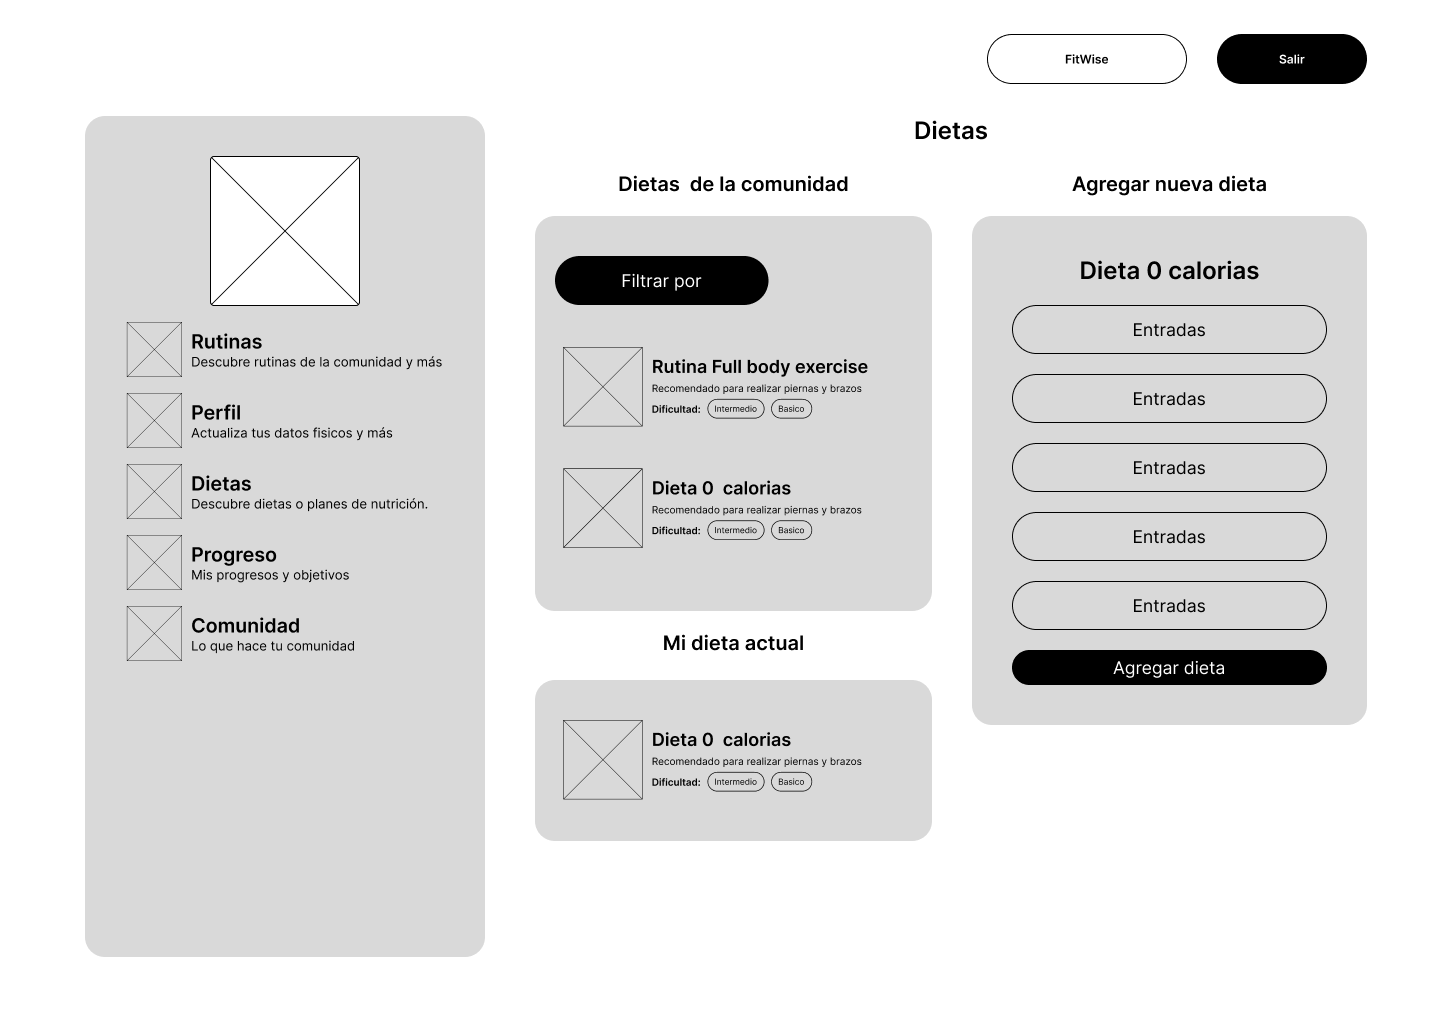 FitWise
Salir
Rutinas
Descubre rutinas de la comunidad y más
Perfil
Actualiza tus datos fisicos y más
Dietas
Descubre dietas o planes de nutrición.
Progreso
Mis progresos y objetivos
Comunidad
Lo que hace tu comunidad
Dietas
Dietas de la comunidad
Filtrar por
Rutina Full body exercise
Recomendado para realizar piernas y brazos
Dificultad: Intermedio Basico
Dieta 0 calorias
Recomendado para realizar piernas y brazos
Dificultad: Intermedio Basico
Mi dieta actual
Dieta 0 calorias
Recomendado para realizar piernas y brazos
Dificultad: Intermedio Basico
Agregar nueva dieta
Dieta 0 calorias
Entradas
Entradas
Entradas
Entradas
Entradas
Agregar dieta